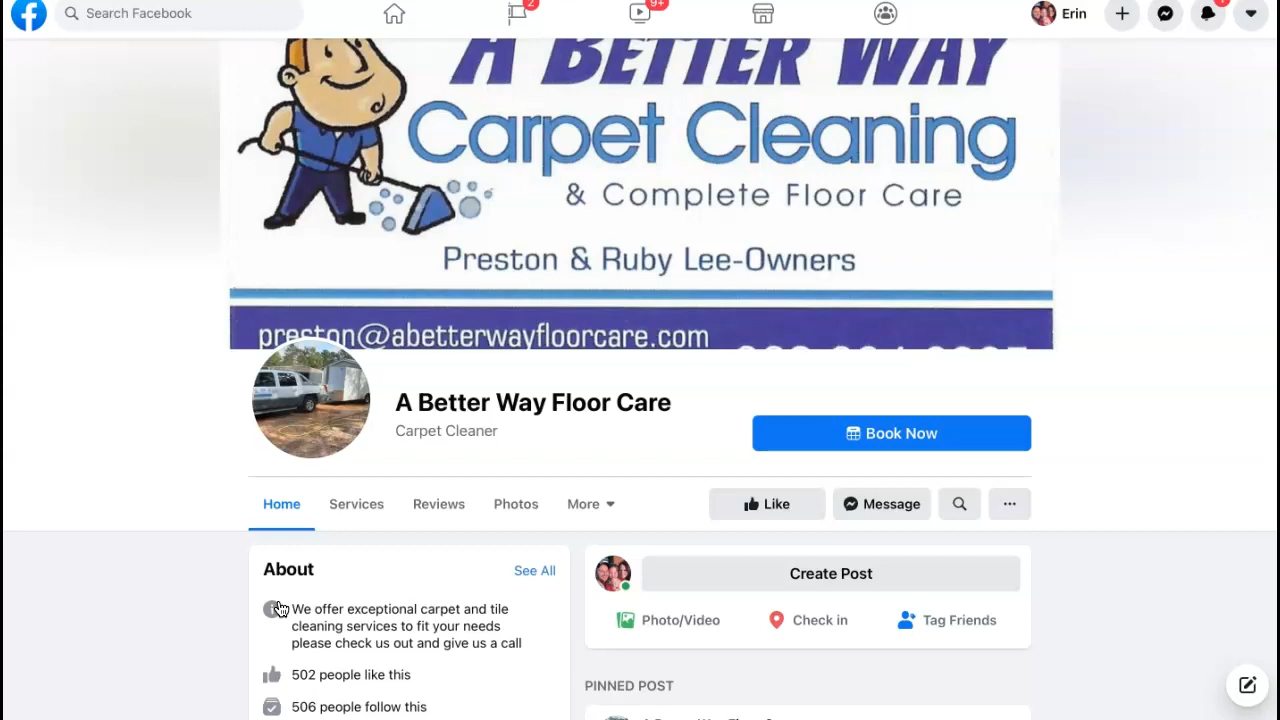 Search Facebook
2
9+
Erin
A BETTER WAY
Carpet Cleaning
& Complete Floor Care
Preston & Ruby Lee-Owners
preston@abetterwayfloorcare.com
A Better Way Floor Care
Carpet Cleaner
Book Now
Home
Services
Reviews
Photos
More
Like
Message
About
See All
We offer exceptional carpet and tile
cleaning services to fit your needs
please check us out and give us a call
502 people like this
506 people follow this
Create Post
Photo/Video
Check in
Tag Friends
PINNED POST